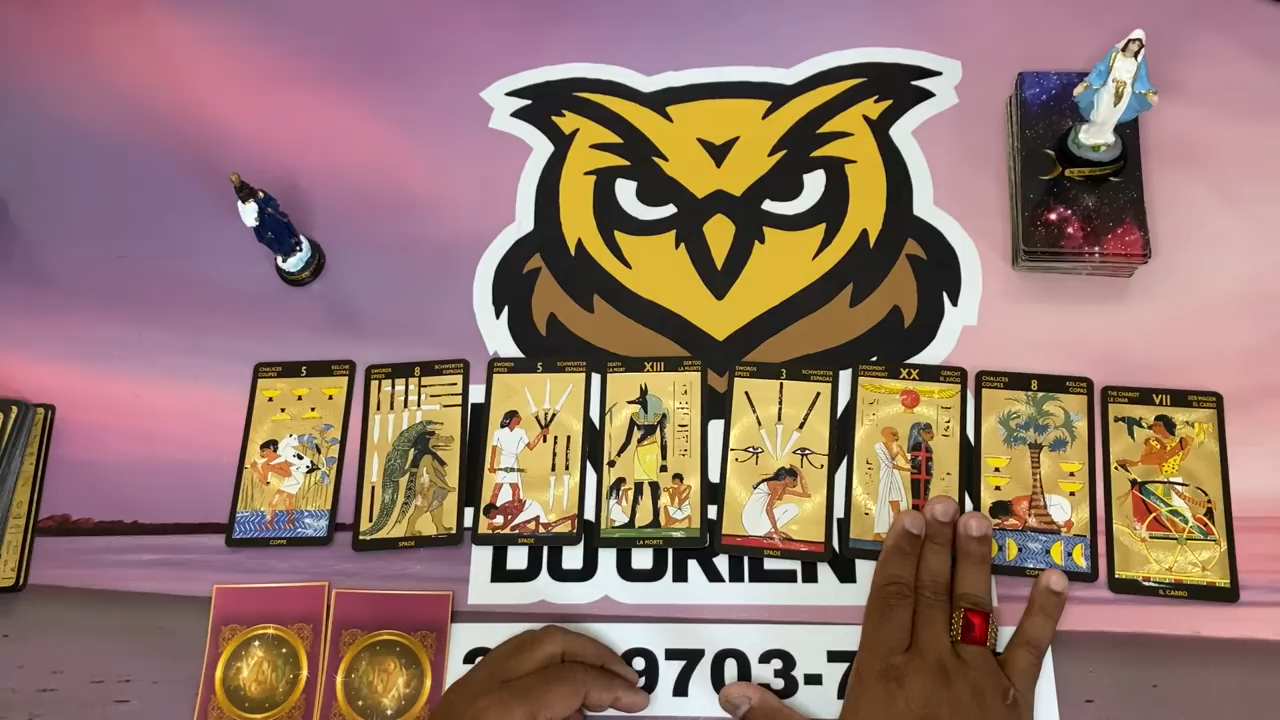 CHALICES
COUPES
5
KELCHE
COPAS
COPPE
SWORDS
EPEES
8
SCHWERTER
ESPADAS
SPADE
SWORDS
EPEES
5
SCHWERTER
ESPADAS
SPADE
DEATH
LA MORT
XIII
DER TOD
LA MUERTE
LA MORTE
SWORDS
EPEES
3
SCHWERTER
ESPADAS
SPADE
JUDGEMENT
LE JUGEMENT
XX
GERICHT
EL JUICIO
CHALICES
COUPES
8
KELCHE
COPAS
THE CHARIOT
LE CHAR
VII
DER WAGEN
EL CARRO
IL CARRO
DO ORIEN
9703-7